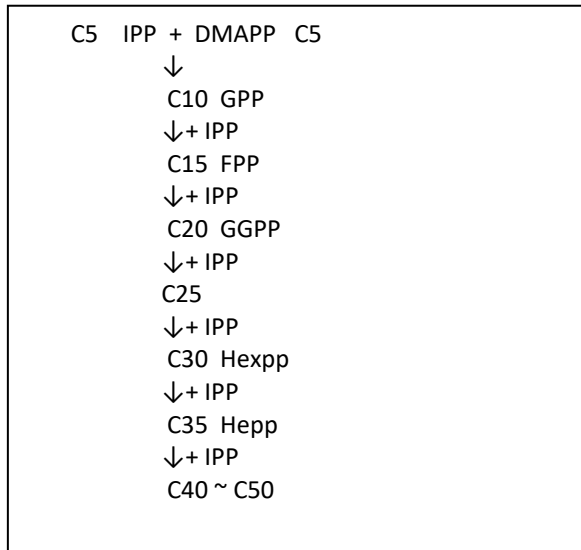 C5 IPP + DMAPP C5
↓
C10 GPP
↓+ IPP
C15 FPP
↓+ IPP
C20 GGPP
↓+ IPP
C25
↓+ IPP
C30 Hexpp
↓+ IPP
C35 Hepp
↓+ IPP
C40 ~ C50